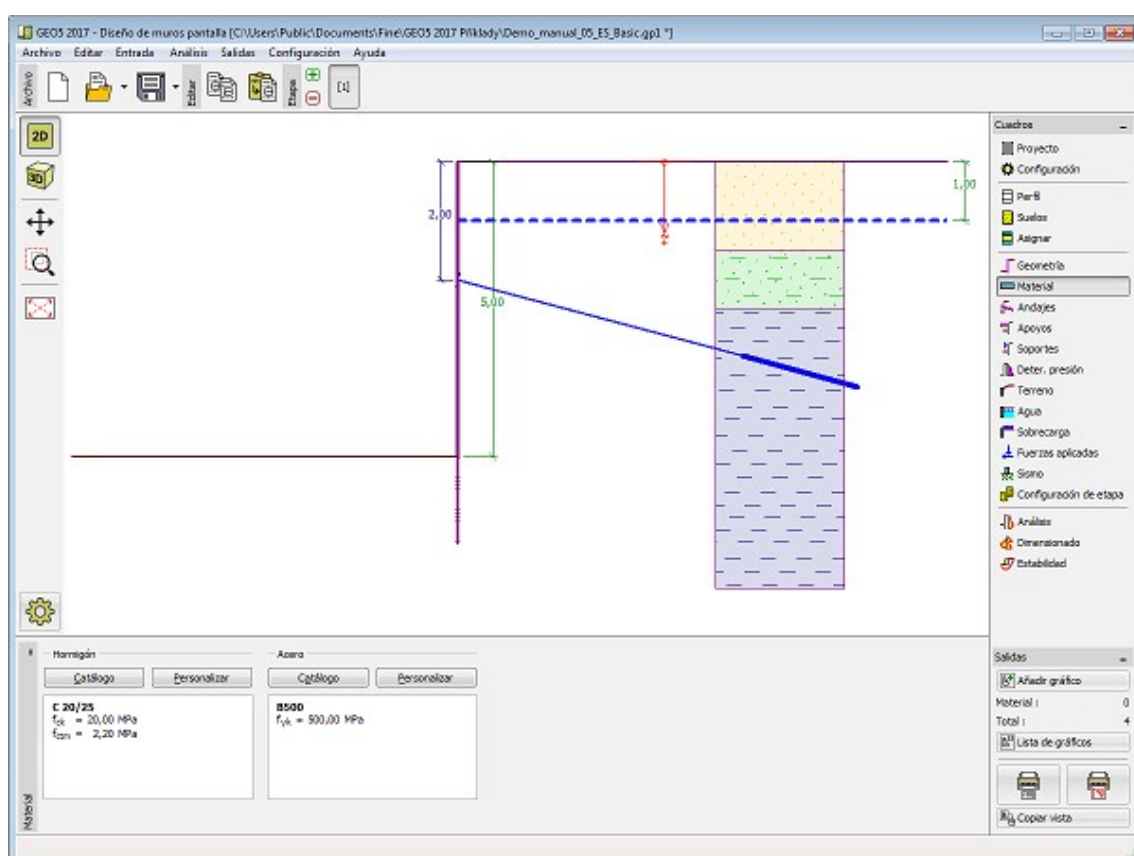 GEO5 2017 - Diseño de muros pantalla [C:\Users\Public\Documents\Fine\GEO5 2017 Příklady\Demo_manual_05_ES_Basic.gp1 *]
Archivo Editar Entrada Análisis Salidas Configuración Ayuda
Archivo
Editar
Etapa
[1]
2D
3D
2,00
5,00
1,00
+z
Cuadros
Proyecto
Configuración
Perfil
Suelos
Asignar
Geometría
Material
Andajes
Apoyos
Soportes
Deter. presión
Terreno
Agua
Sobrecarga
Fuerzas aplicadas
Sismo
Configuración de etapa
Análisis
Dimensionado
Estabilidad
Material
Hormigón
Catálogo Personalizar
C 20/25
fck = 20,00 MPa
fctm = 2,20 MPa
Acero
Catálogo Personalizar
B500
fyk = 500,00 MPa
Salidas
Añadir gráfico
Material : 0
Total : 4
Lista de gráficos
Copiar vista